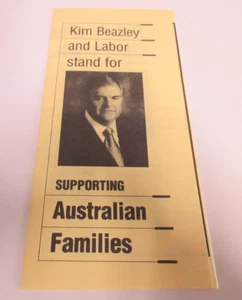 Kim Beazley
and Labor
stand for
SUPPORTING
Australian
Families